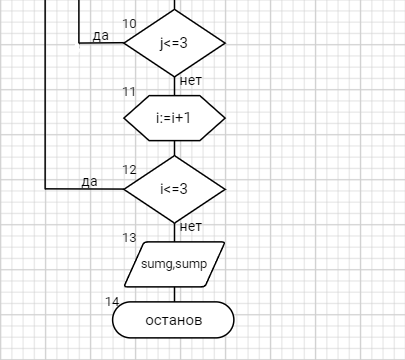 10
да
j<=3
нет
11
i:=i+1
12
да
i<=3
нет
13
sumg,sump
14
останов